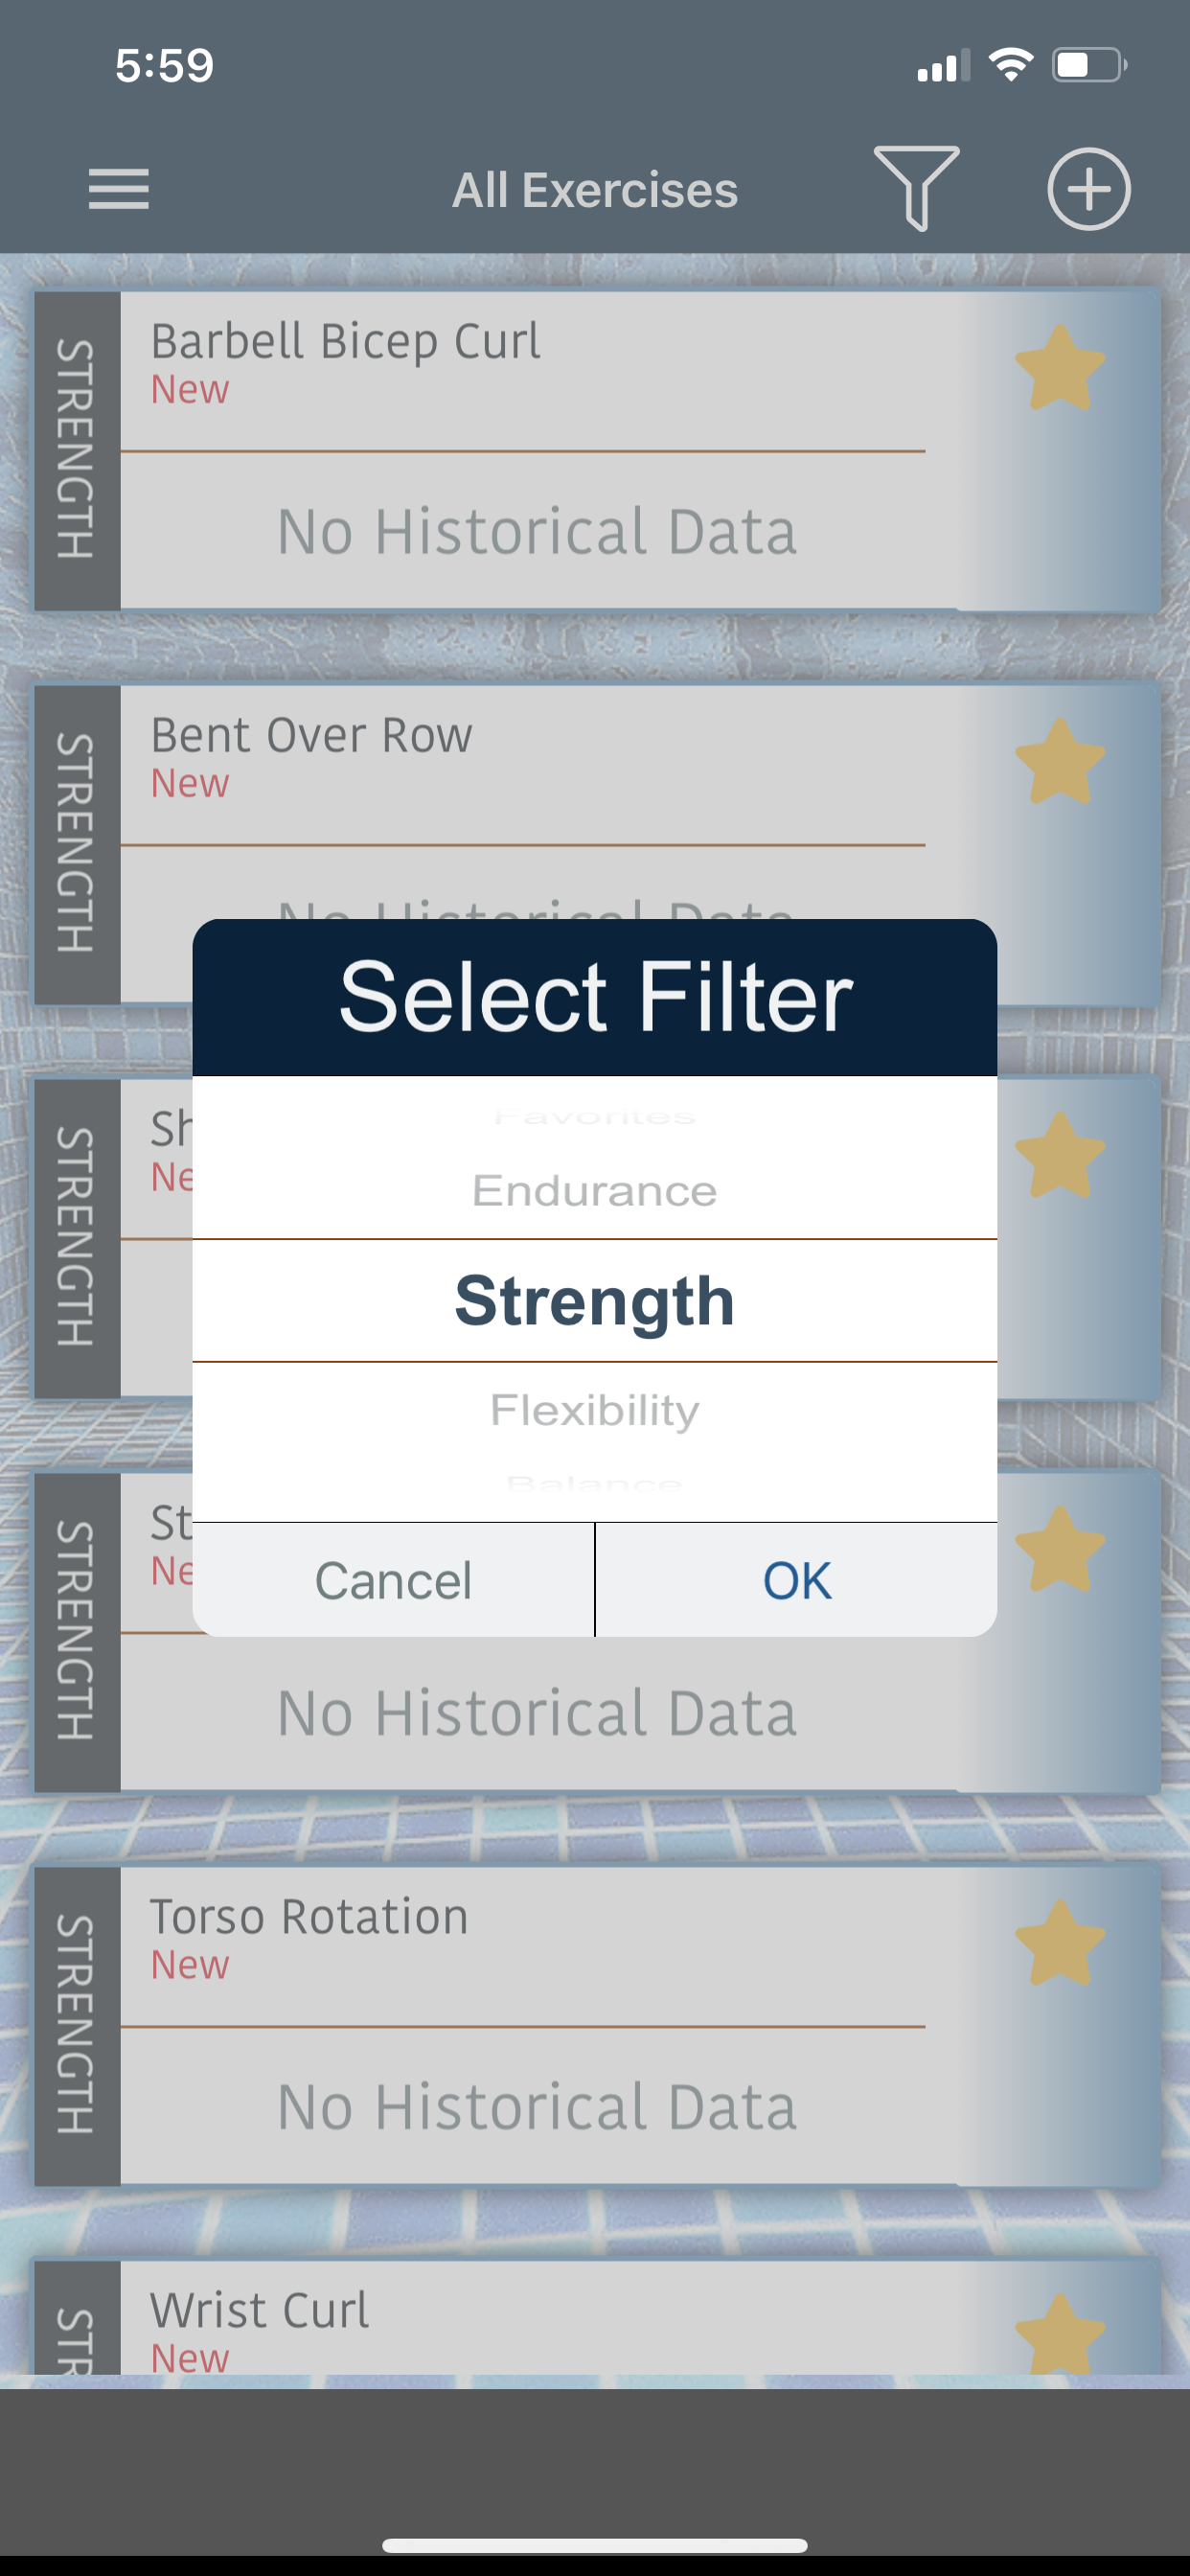 5:59
All Exercises
STRENGTH
Barbell Bicep Curl
New
No Historical Data
STRENGTH
Bent Over Row
New
No Historical Data
Select Filter
Favorites
Endurance
Strength
Flexibility
Balance
Cancel
OK
STRENGTH
Sh
Ne
STRENGTH
St
Ne
No Historical Data
STRENGTH
Torso Rotation
New
No Historical Data
STR
Wrist Curl
New